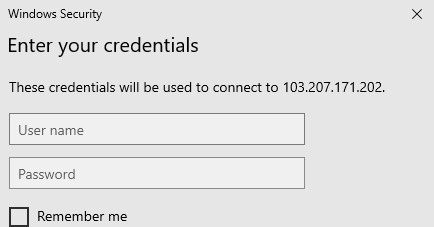 Windows Security
Enter your credentials
These credentials will be used to connect to 103.207.171.202.
User name
Password
Remember me